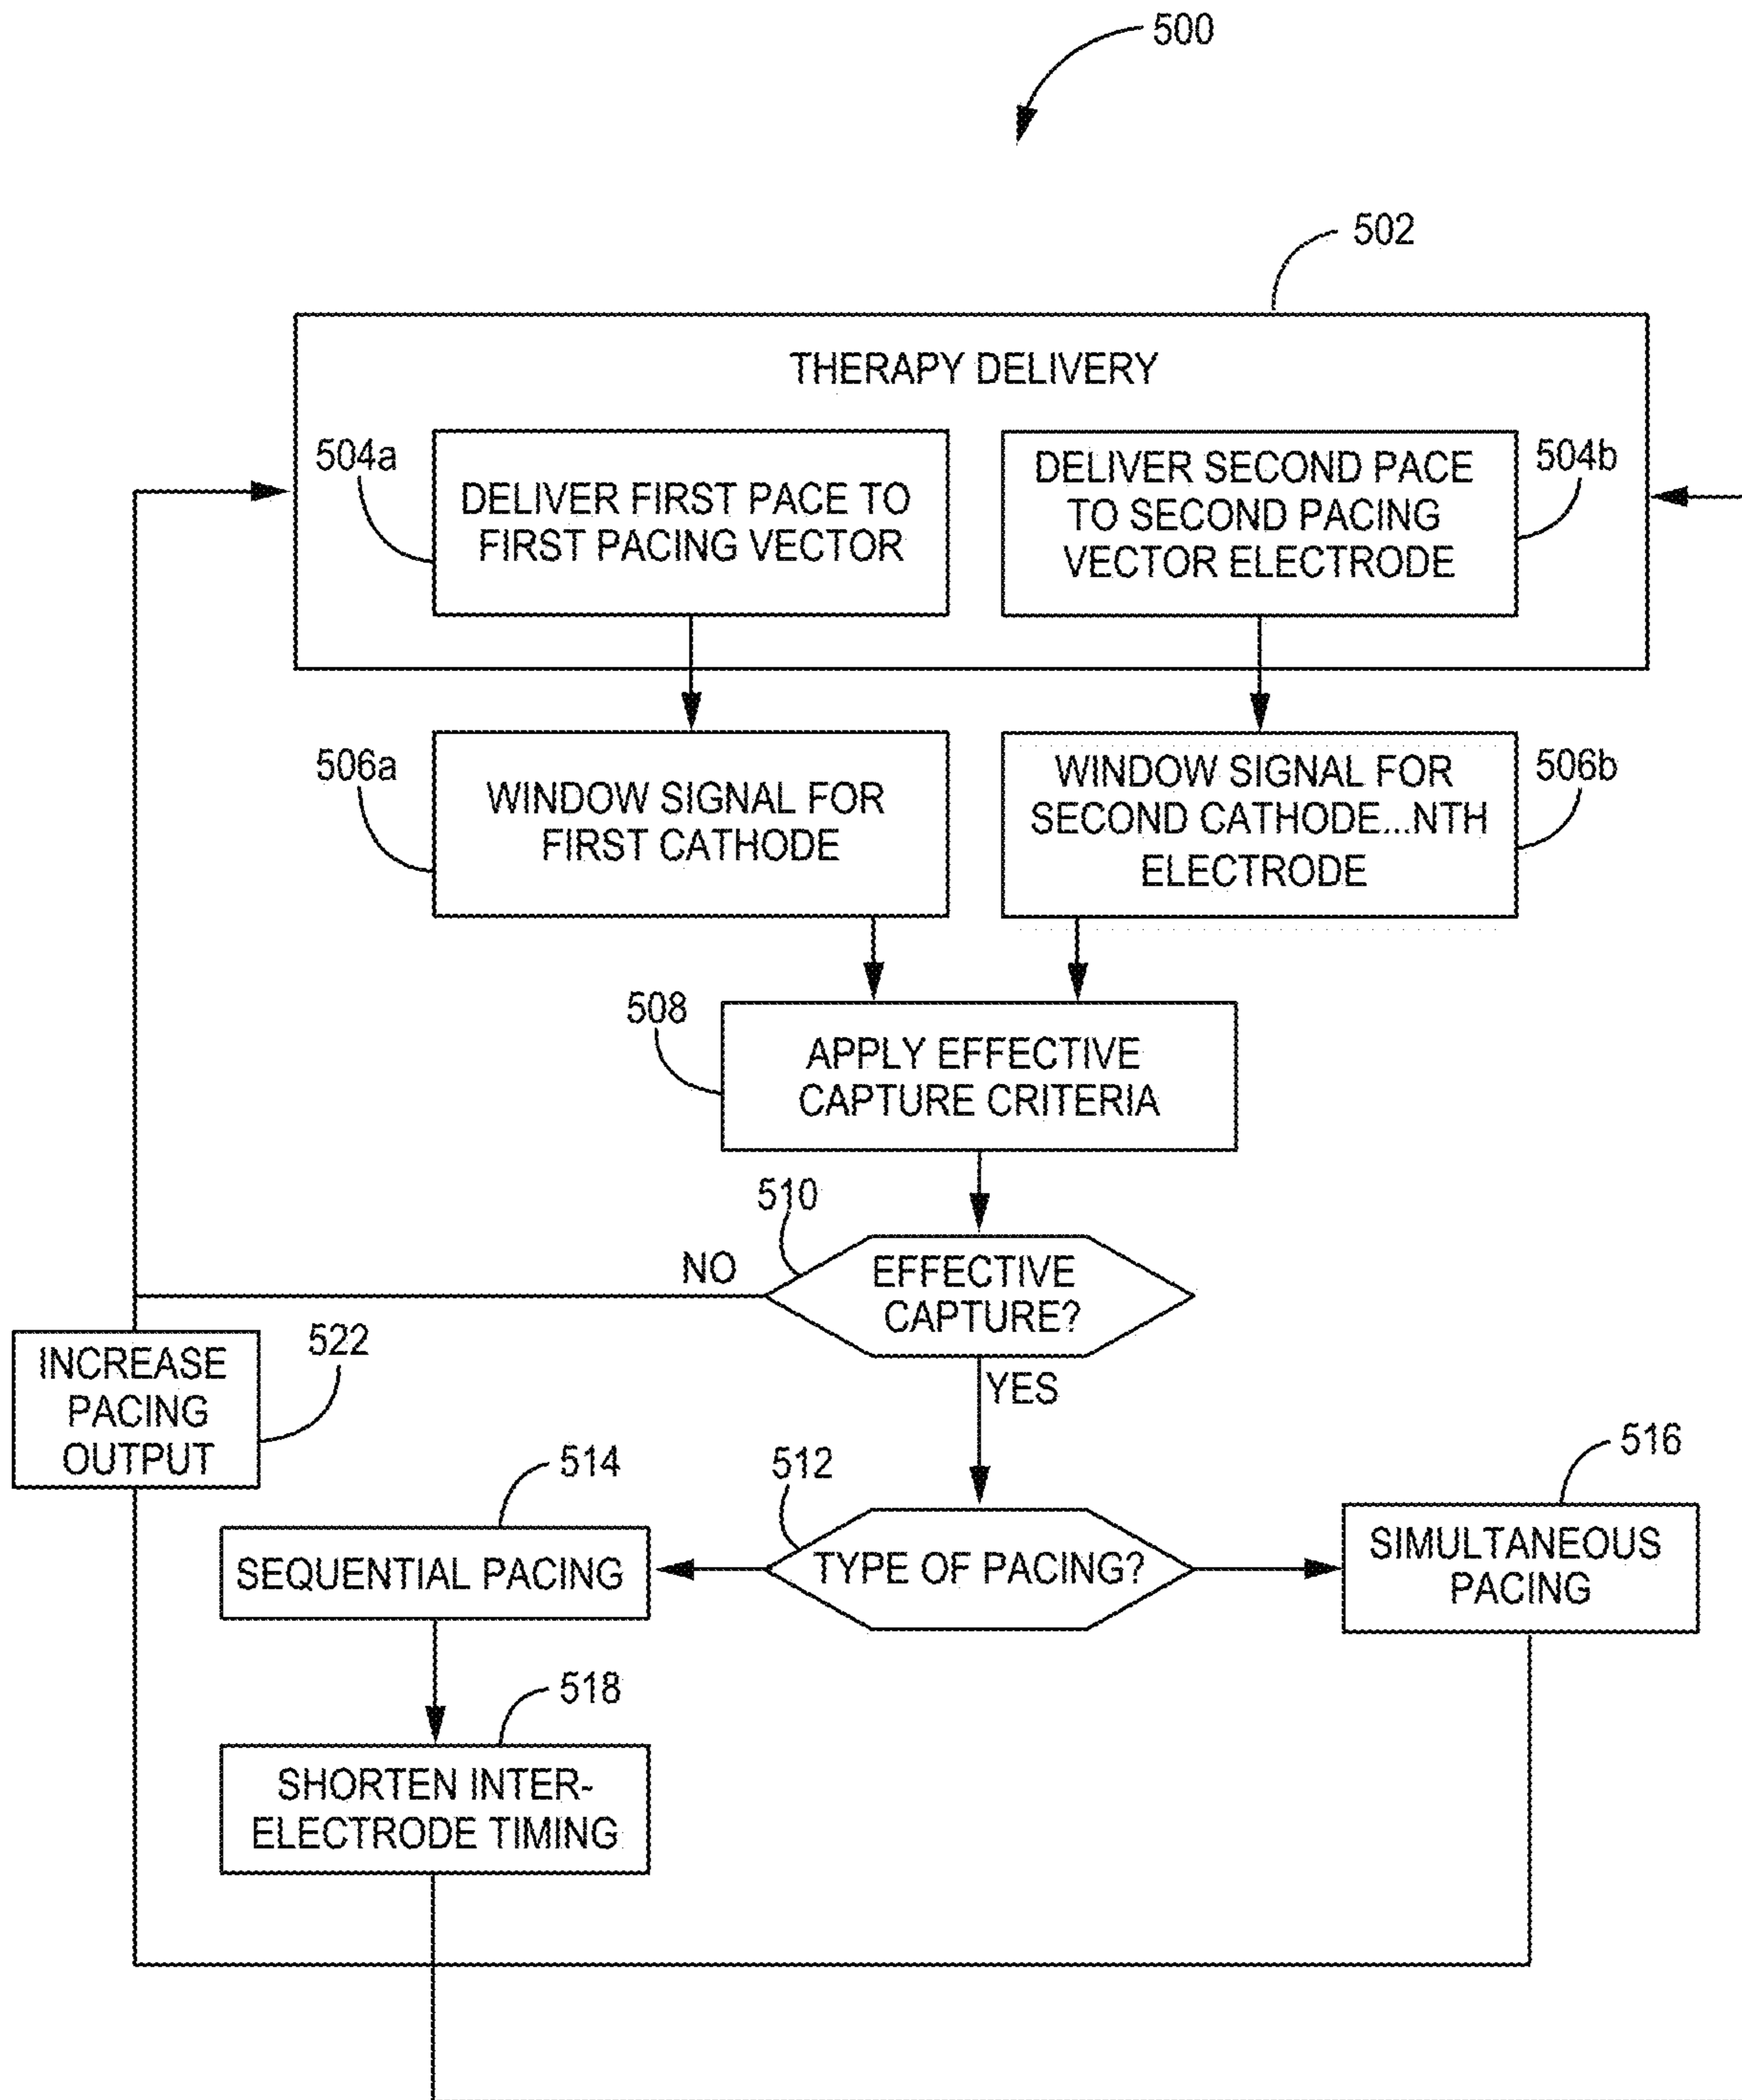 500
502
THERAPY DELIVERY
504a
DELIVER FIRST PACE TO
FIRST PACING VECTOR
DELIVER SECOND PACE
TO SECOND PACING
VECTOR ELECTRODE
504b
506a
WINDOW SIGNAL FOR
FIRST CATHODE
WINDOW SIGNAL FOR
SECOND CATHODE...NTH
ELECTRODE
506b
508
APPLY EFFECTIVE
CAPTURE CRITERIA
510
NO
EFFECTIVE
CAPTURE?
YES
INCREASE
PACING
OUTPUT
522
514
SEQUENTIAL PACING
512
TYPE OF PACING?
516
SIMULTANEOUS
PACING
518
SHORTEN INTER-
ELECTRODE TIMING